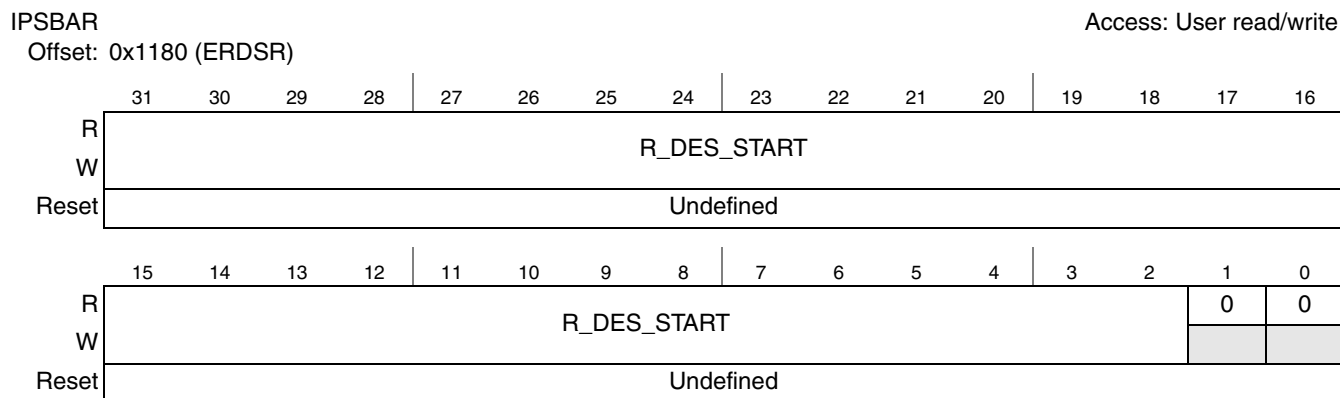 IPSBAR Access: User read/write
Offset: 0x1180 (ERDSR)
31 30 29 28 27 26 25 24 23 22 21 20 19 18 17 16
R
R_DES_START
W
Reset Undefined
15 14 13 12 11 10 9 8 7 6 5 4 3 2 1 0
R 0 0
R_DES_START
W
Reset Undefined